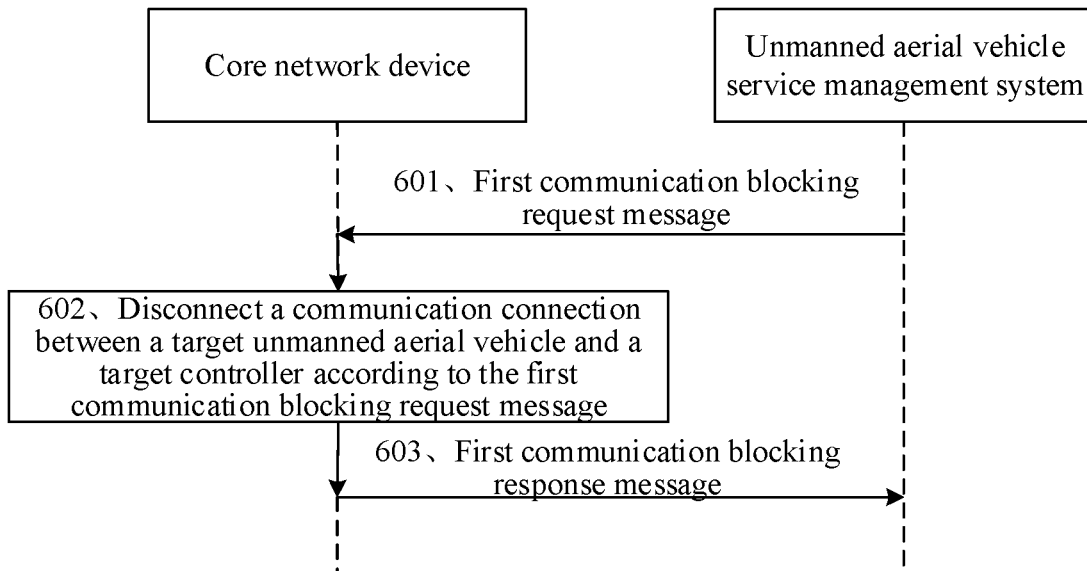 Core network device
Unmanned aerial vehicle
service management system
601、First communication blocking
request message
602、Disconnect a communication connection
between a target unmanned aerial vehicle and a
target controller according to the first
communication blocking request message
603、First communication blocking
response message